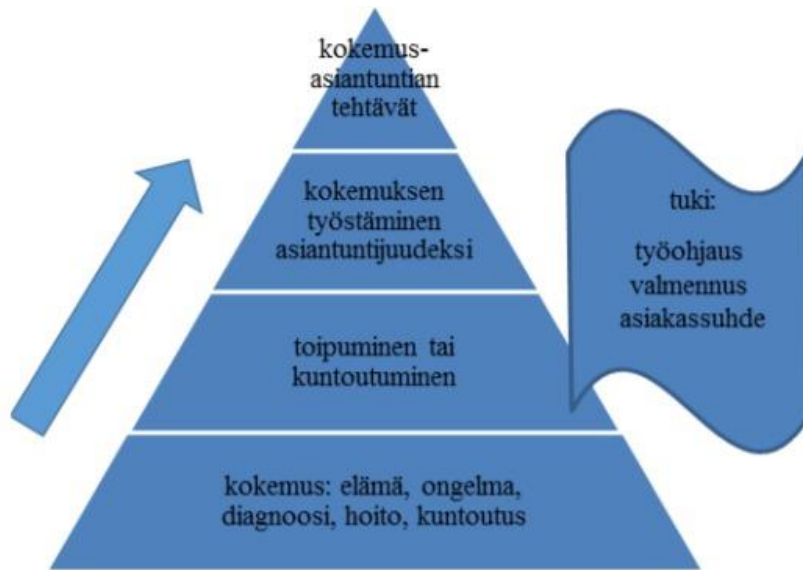 kokemus-
asiantuntian
tehtävät
kokemuksen
työstäminen
asiantuntijuudeksi
toipuminen tai
kuntoutuminen
kokemus: elämä, ongelma,
diagnoosi, hoito, kuntoutus
tuki:
työohjaus
valmennus
asiakassuhde